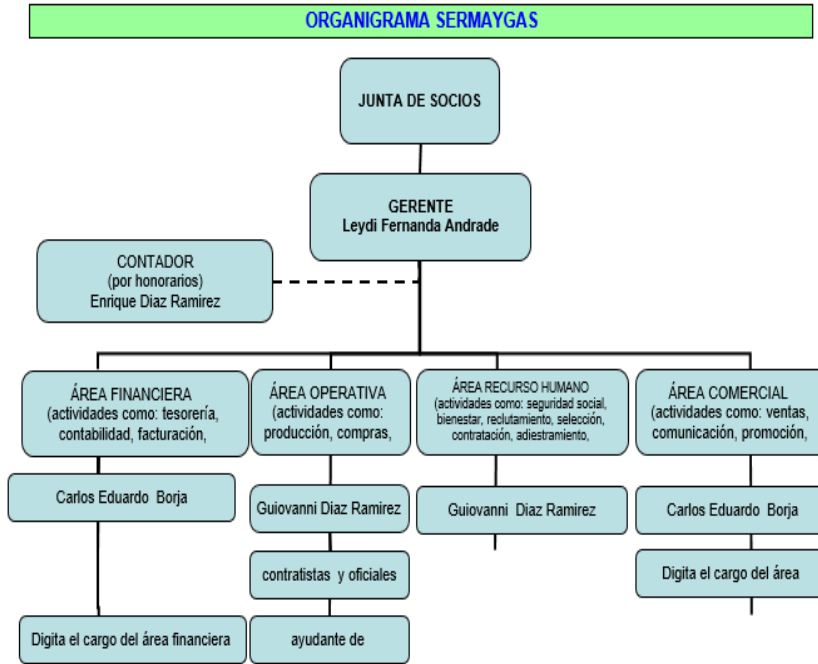 ORGANIGRAMA SERMAYGAS
JUNTA DE SOCIOS
GERENTE
Leydi Fernanda Andrade
CONTADOR
(por honorarios)
Enrique Diaz Ramirez
ÁREA FINANCIERA
(actividades como: tesorería,
contabilidad, facturación,
ÁREA OPERATIVA
(actividades como:
producción, compras,
ÁREA RECURSO HUMANO
(actividades como: seguridad social,
bienestar, reclutamiento, selección,
contratación, adiestramiento,
ÁREA COMERCIAL
(actividades como: ventas,
comunicación, promoción,
Carlos Eduardo Borja
Guiovanni Diaz Ramirez
Guiovanni Diaz Ramirez
Carlos Eduardo Borja
contratistas y oficiales
Digita el cargo del área
Digita el cargo del área financiera
ayudante de